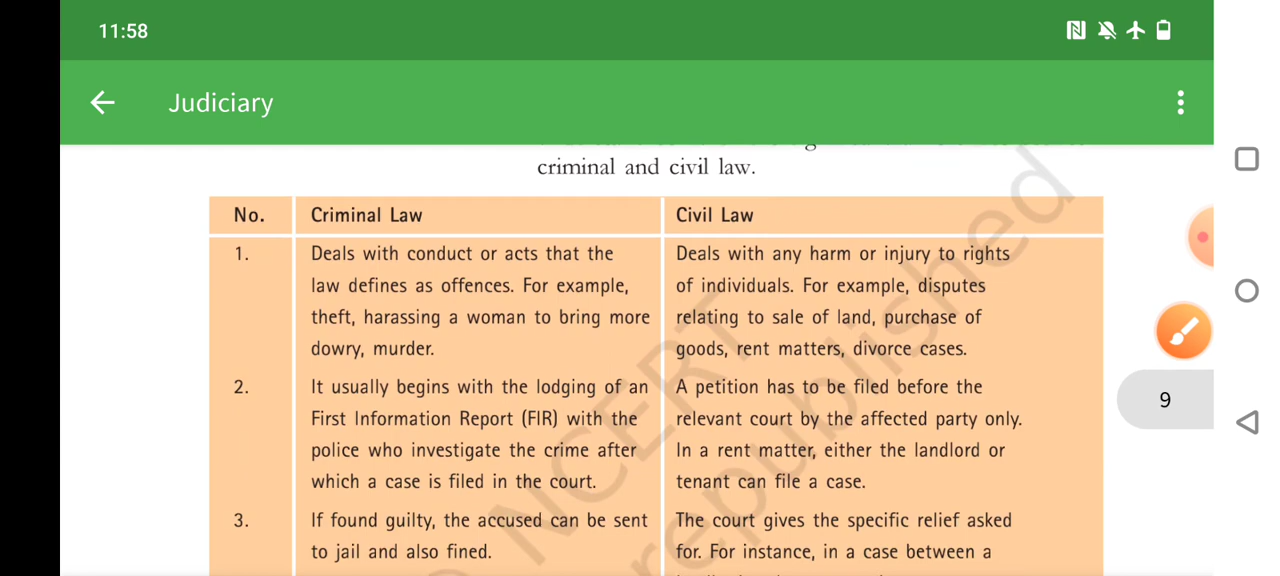 11:58
Judiciary
criminal and civil law.
No. Criminal Law Civil Law
1. Deals with conduct or acts that the Deals with any harm or injury to rights
law defines as offences. For example, of individuals. For example, disputes
theft, harassing a woman to bring more relating to sale of land, purchase of
dowry, murder. goods, rent matters, divorce cases.
2. It usually begins with the lodging of an A petition has to be filed before the
First Information Report (FIR) with the relevant court by the affected party only.
police who investigate the crime after In a rent matter, either the landlord or
which a case is filed in the court. tenant can file a case.
3. If found guilty, the accused can be sent The court gives the specific relief asked
to jail and also fined. for. For instance, in a case between a
9
NCERT
republished